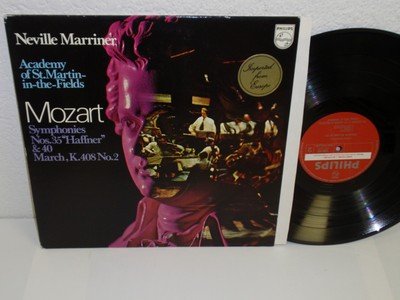 Neville Marriner
PHILIPS
Academy
of St.Martin-
in-the-Fields
Imported
from
Europe
Mozart
Symphonies
Nos.35"Haffner"
& 40
March, K.408 No.2
PHILIPS